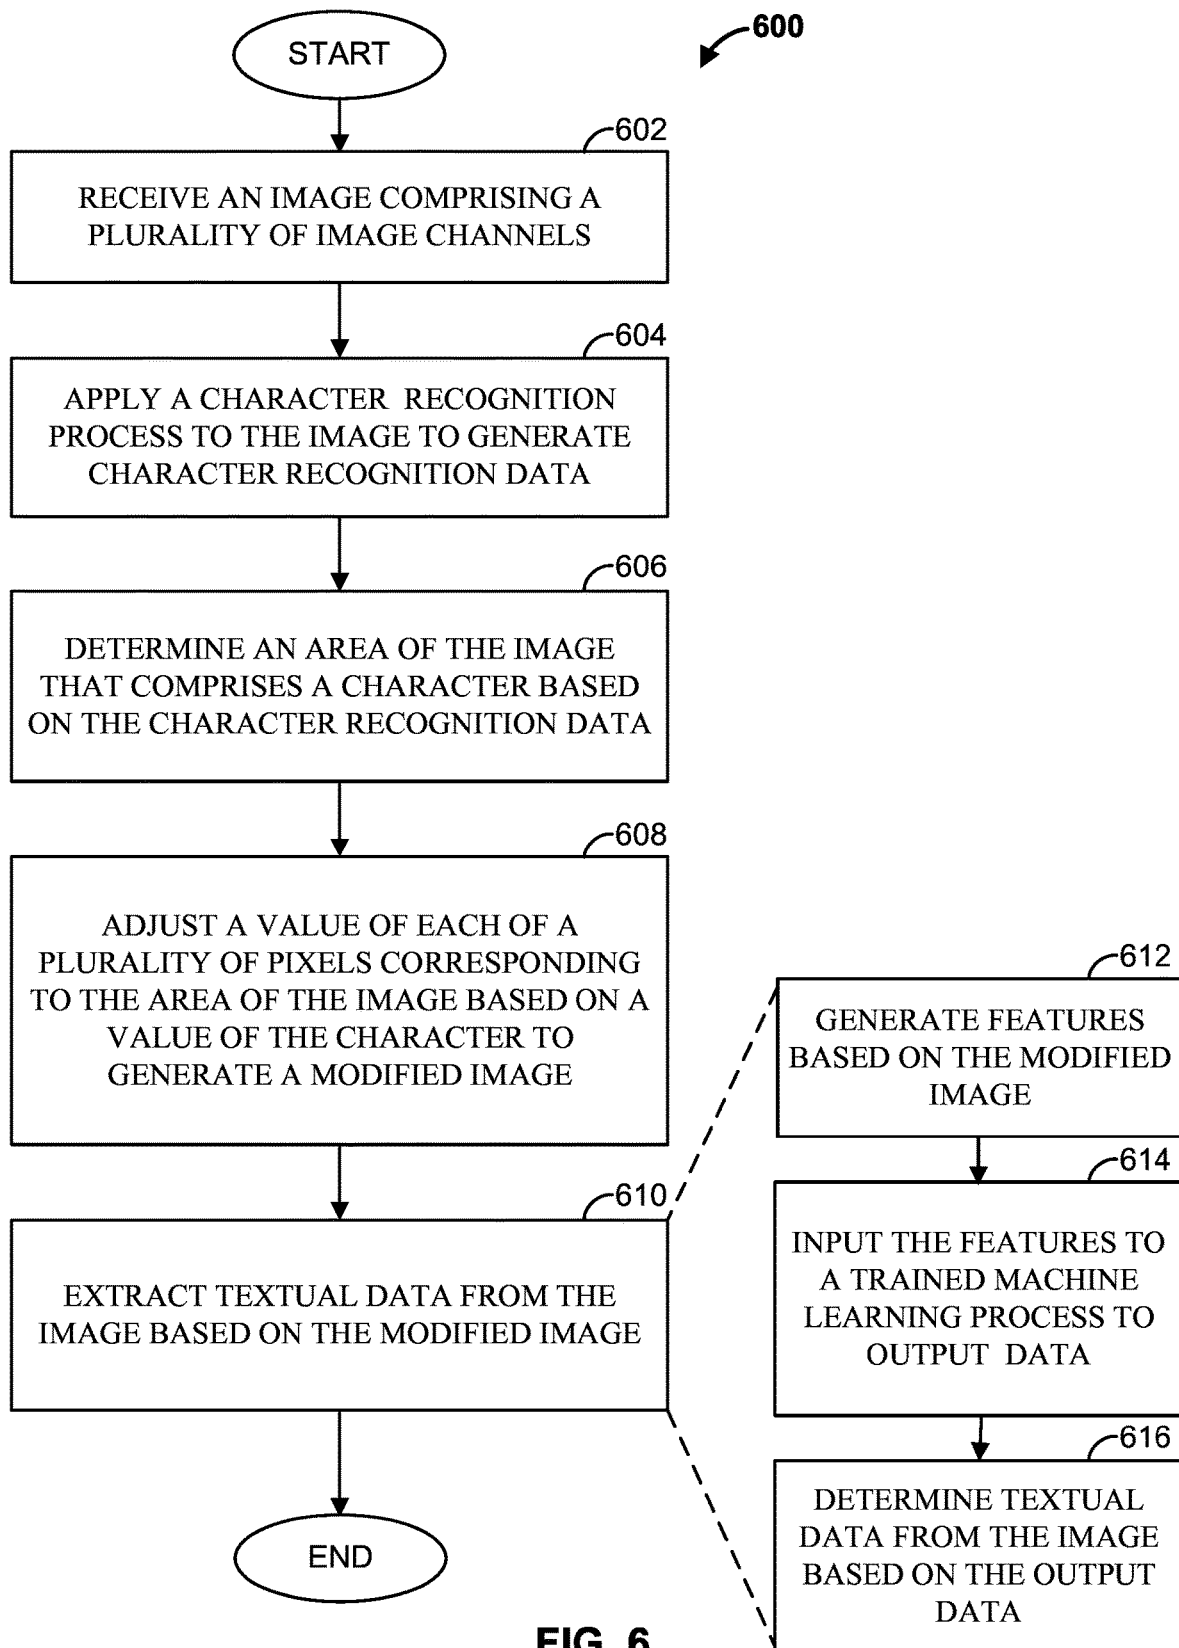 START
600
602
RECEIVE AN IMAGE COMPRISING A
PLURALITY OF IMAGE CHANNELS
604
APPLY A CHARACTER RECOGNITION
PROCESS TO THE IMAGE TO GENERATE
CHARACTER RECOGNITION DATA
606
DETERMINE AN AREA OF THE IMAGE
THAT COMPRISES A CHARACTER BASED
ON THE CHARACTER RECOGNITION DATA
608
ADJUST A VALUE OF EACH OF A
PLURALITY OF PIXELS CORRESPONDING
TO THE AREA OF THE IMAGE BASED ON A
VALUE OF THE CHARACTER TO
GENERATE A MODIFIED IMAGE
610
EXTRACT TEXTUAL DATA FROM THE
IMAGE BASED ON THE MODIFIED IMAGE
END
612
GENERATE FEATURES
BASED ON THE MODIFIED
IMAGE
614
INPUT THE FEATURES TO
A TRAINED MACHINE
LEARNING PROCESS TO
OUTPUT DATA
616
DETERMINE TEXTUAL
DATA FROM THE IMAGE
BASED ON THE OUTPUT
DATA
FIG. 6